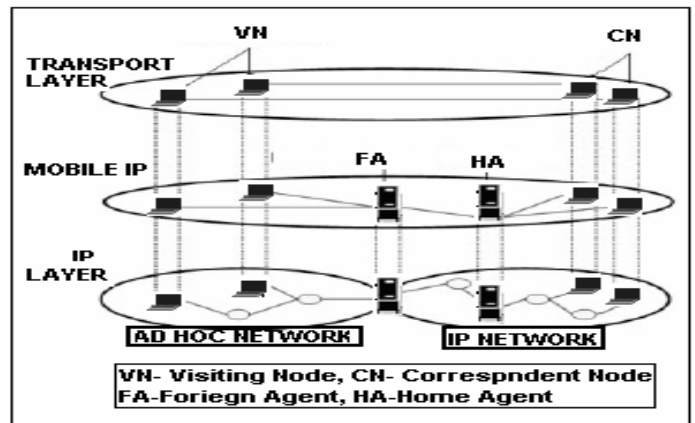 VN
CN
TRANSPORT
LAYER
FA
HA
MOBILE IP
IP
LAYER
AD HOC NETWORK
IP NETWORK
VN- Visiting Node, CN- Correspndent Node
FA-Foriegn Agent, HA-Home Agent